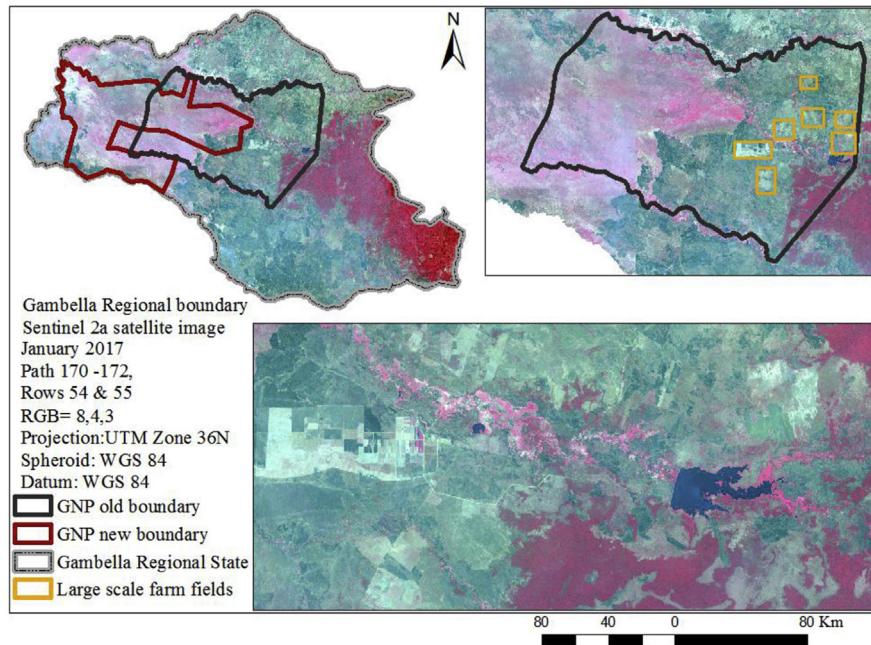 N
Gambella Regional boundary
Sentinel 2a satellite image
January 2017
Path 170 -172,
Rows 54 & 55
RGB= 8,4,3
Projection:UTM Zone 36N
Spheroid: WGS 84
Datum: WGS 84
GNP old boundary
GNP new boundary
Gambella Regional State
Large scale farm fields
80 40 0 80 Km